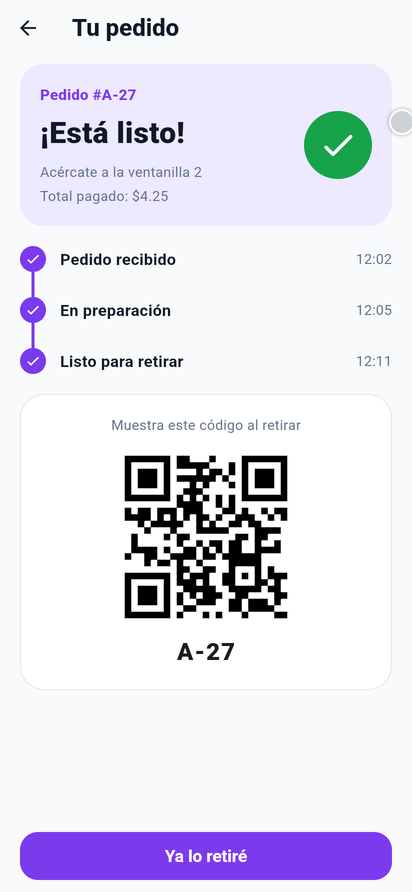 Tu pedido
Pedido #A-27
¡Está listo!
Acércate a la ventanilla 2
Total pagado: $4.25
Pedido recibido 12:02
En preparación 12:05
Listo para retirar 12:11
Muestra este código al retirar
A-27
Ya lo retiré